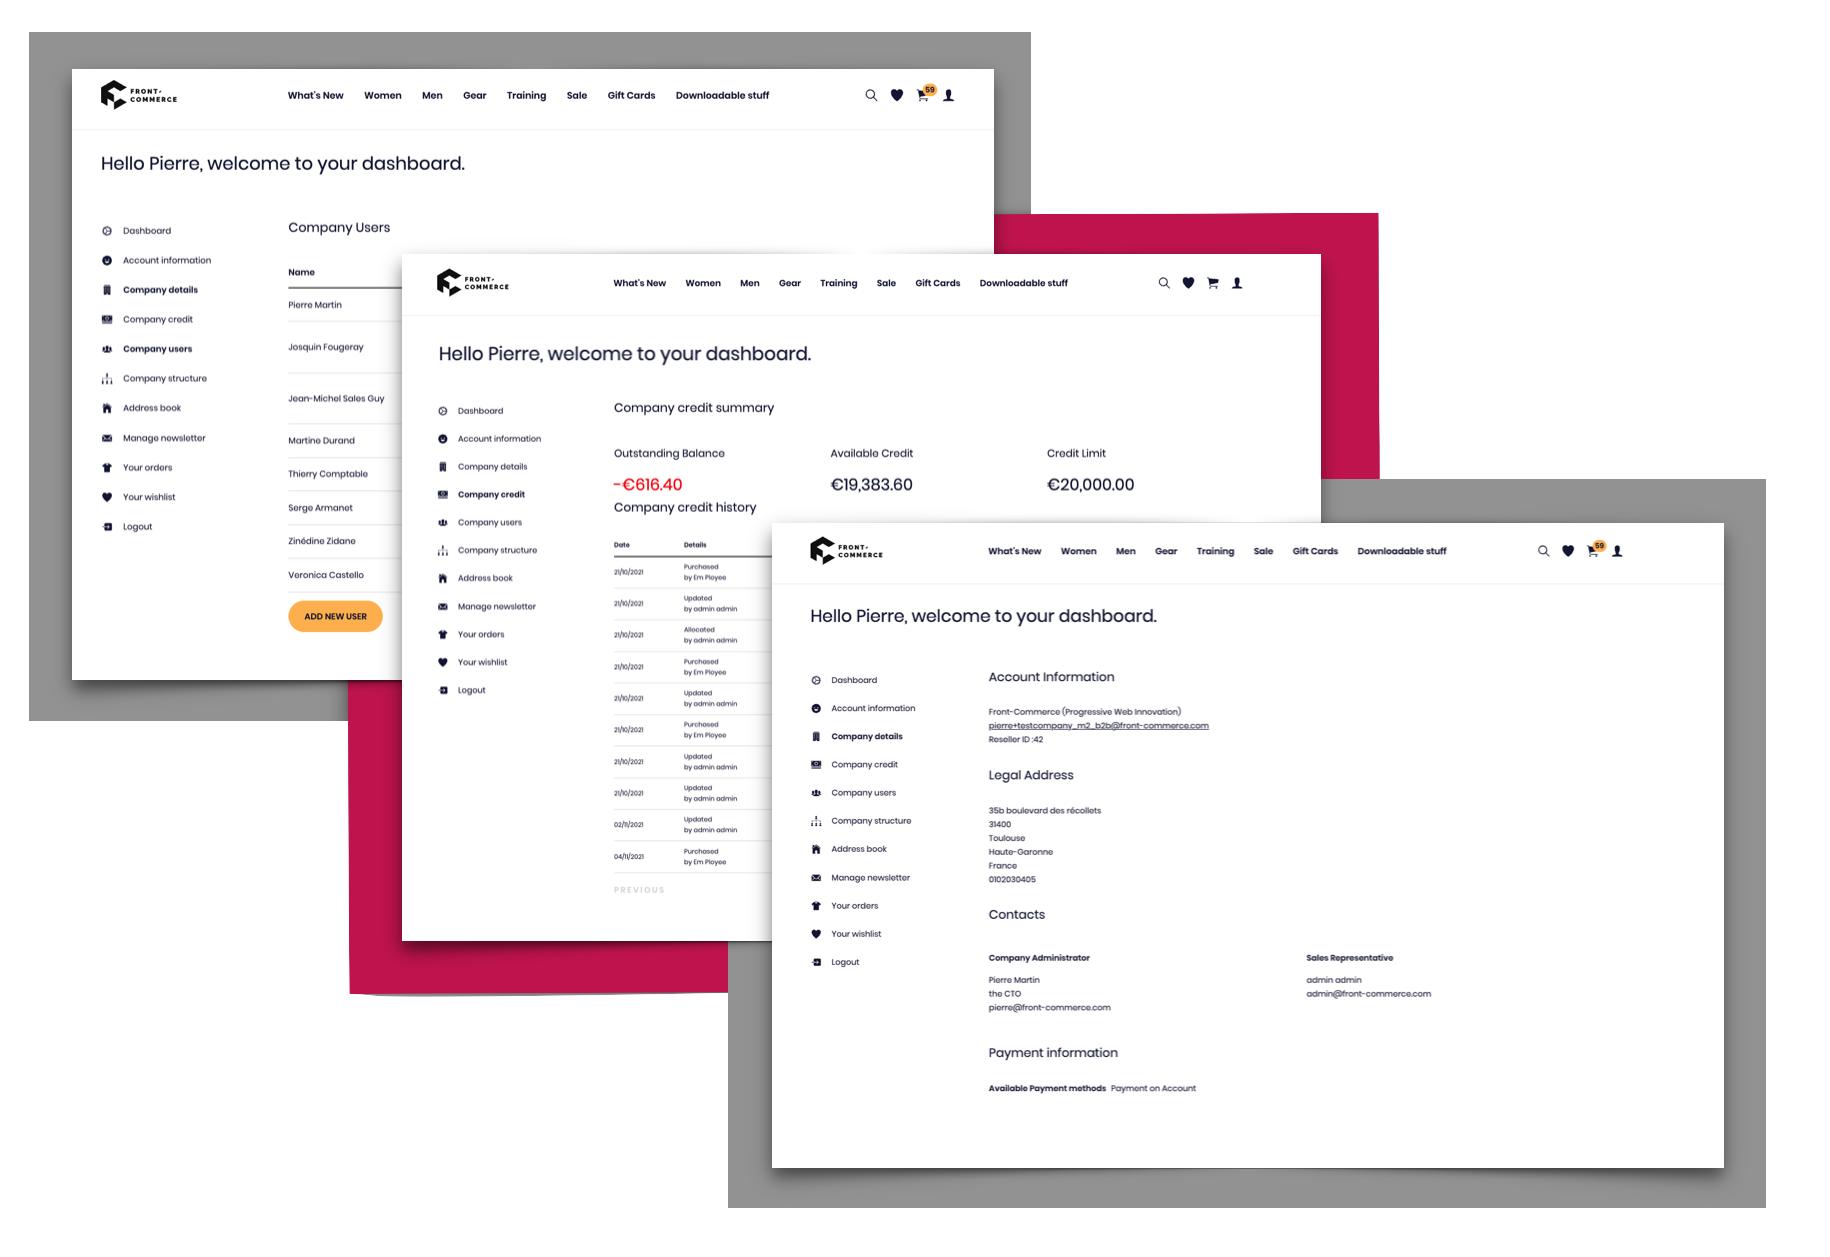 FRONT-
COMMERCE
What's New Women Men Gear Training Sale Gift Cards Downloadable stuff
59
Hello Pierre, welcome to your dashboard.
Dashboard
Account information
Company details
Company credit
Company users
Company structure
Address book
Manage newsletter
Your orders
Your wishlist
Logout
Company Users
Name
Pierre Martin
Josquin Fougeray
Jean-Michel Sales Guy
Martine Durand
Thierry Comptable
Serge Armanet
Zinédine Zidane
Veronica Castello
ADD NEW USER
FRONT-
COMMERCE
What's New Women Men Gear Training Sale Gift Cards Downloadable stuff
Hello Pierre, welcome to your dashboard.
Dashboard
Account information
Company details
Company credit
Company users
Company structure
Address book
Manage newsletter
Your orders
Your wishlist
Logout
Company credit summary
Outstanding Balance Available Credit Credit Limit
-€616.40 €19,383.60 €20,000.00
Company credit history
Date Details
21/10/2021 Purchased
by Em Ployee
21/10/2021 Updated
by admin admin
21/10/2021 Allocated
by admin admin
21/10/2021 Purchased
by Em Ployee
21/10/2021 Updated
by admin admin
21/10/2021 Purchased
by Em Ployee
21/10/2021 Updated
by admin admin
21/10/2021 Updated
by admin admin
02/11/2021 Updated
by admin admin
04/11/2021 Purchased
by Em Ployee
PREVIOUS
FRONT-
COMMERCE
What's New Women Men Gear Training Sale Gift Cards Downloadable stuff
59
Hello Pierre, welcome to your dashboard.
Dashboard
Account information
Company details
Company credit
Company users
Company structure
Address book
Manage newsletter
Your orders
Your wishlist
Logout
Account Information
Front-Commerce (Progressive Web Innovation)
pierre+testcompany_m2_b2b@front-commerce.com
Reseller ID :42
Legal Address
35b boulevard des récollets
31400
Toulouse
Haute-Garonne
France
0102030405
Contacts
Company Administrator
Pierre Martin
the CTO
pierre@front-commerce.com
Sales Representative
admin admin
admin@front-commerce.com
Payment information
Available Payment methods Payment on Account